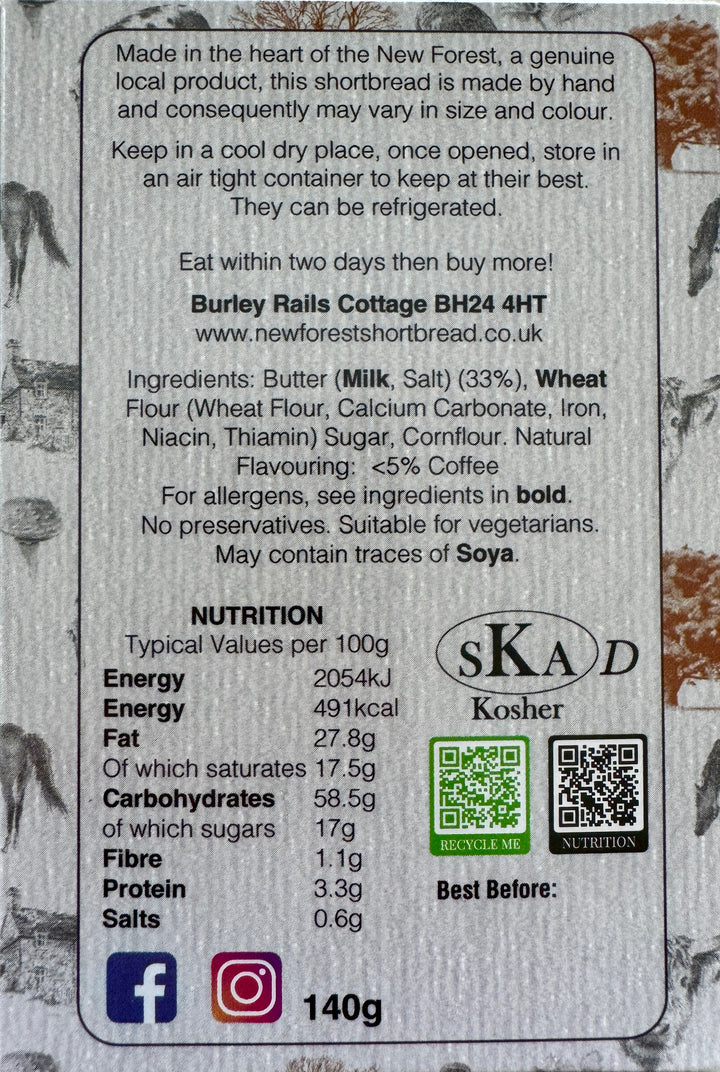 Made in the heart of the New Forest, a genuine
local product, this shortbread is made by hand
and consequently may vary in size and colour.
Keep in a cool dry place, once opened, store in
an air tight container to keep at their best.
They can be refrigerated.
Eat within two days then buy more!
Burley Rails Cottage BH24 4HT
www.newforestshortbread.co.uk
Ingredients: Butter (Milk, Salt) (33%), Wheat
Flour (Wheat Flour, Calcium Carbonate, Iron,
Niacin, Thiamin) Sugar, Cornflour. Natural
Flavouring: <5% Coffee
For allergens, see ingredients in bold.
No preservatives. Suitable for vegetarians.
May contain traces of Soya.
NUTRITION
Typical Values per 100g
Energy 2054kJ
Energy 491kcal
Fat 27.8g
Of which saturates 17.5g
Carbohydrates 58.5g
of which sugars 17g
Fibre 1.1g
Protein 3.3g
Salts 0.6g
sKA D
Kosher
RECYCLE ME
NUTRITION
Best Before:
140g